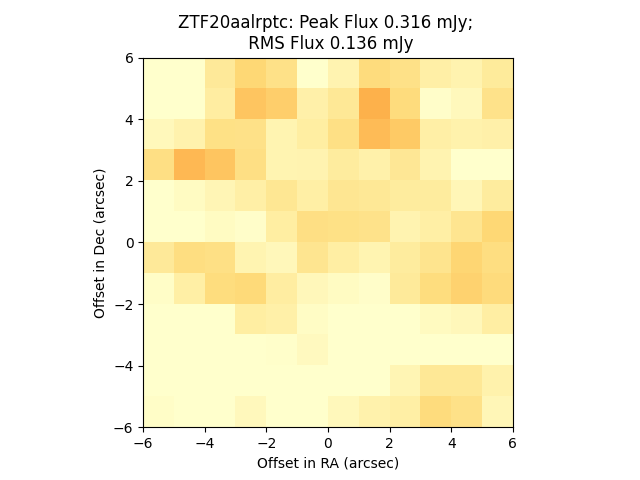 ZTF20aalrptc: Peak Flux 0.316 mJy;
RMS Flux 0.136 mJy
6
4
2
0
−2
−4
−6
Offset in Dec (arcsec)
−6 −4 −2 0 2 4 6
Offset in RA (arcsec)